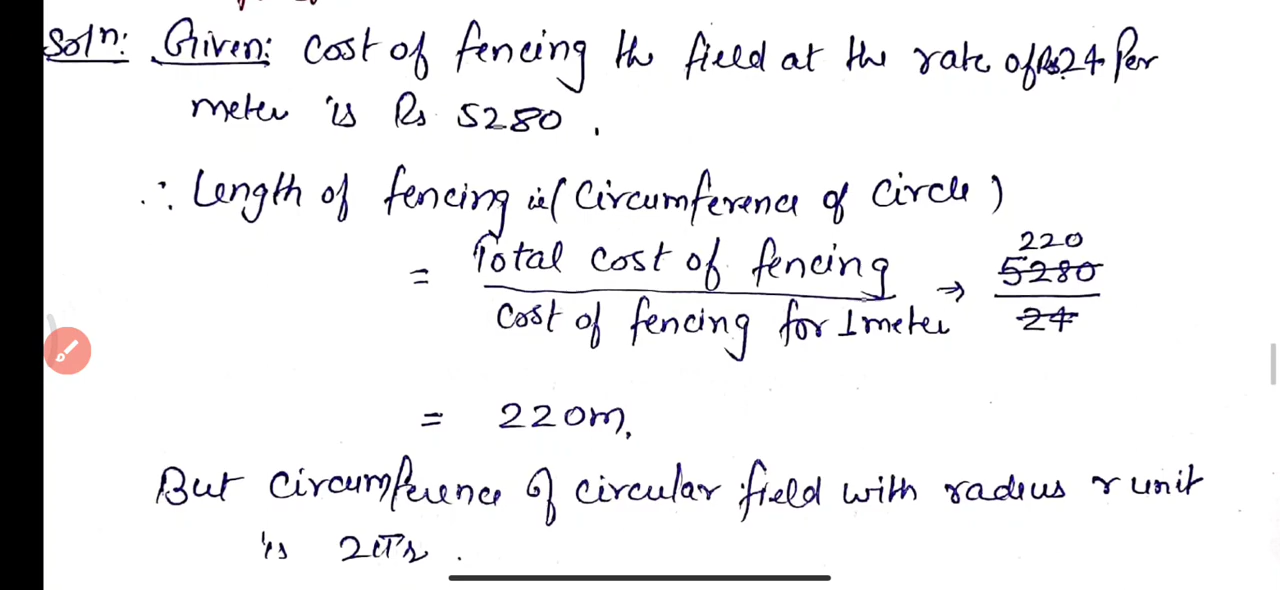 Soln: Given: Cost of fencing the field at the rate of Rs24 Per
meter is Rs 5280.
∴ Length of fencing ie (Circumference of Circle)
= Total cost of fencing / Cost of fencing for 1 meter → 220 5280 / 24
= 220m,
But circumference of circular field with radius r unit
is 2πr.